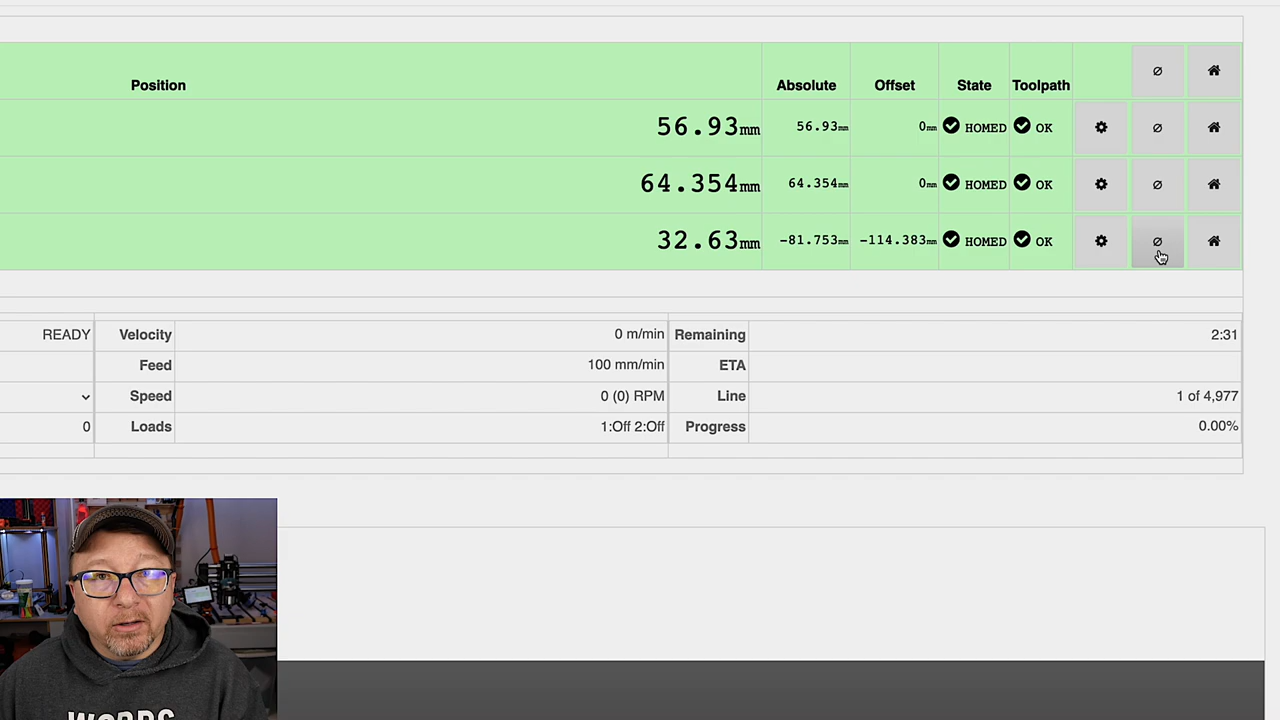 Position Absolute Offset State Toolpath ∅
56.93mm 56.93mm 0mm HOMED OK ∅
64.354mm 64.354mm 0mm HOMED OK ∅
32.63mm -81.753mm -114.383mm HOMED OK ∅
READY Velocity 0 m/min Remaining 2:31
Feed 100 mm/min ETA
Speed 0 (0) RPM Line 1 of 4,977
0 Loads 1:Off 2:Off Progress 0.00%
WORDS